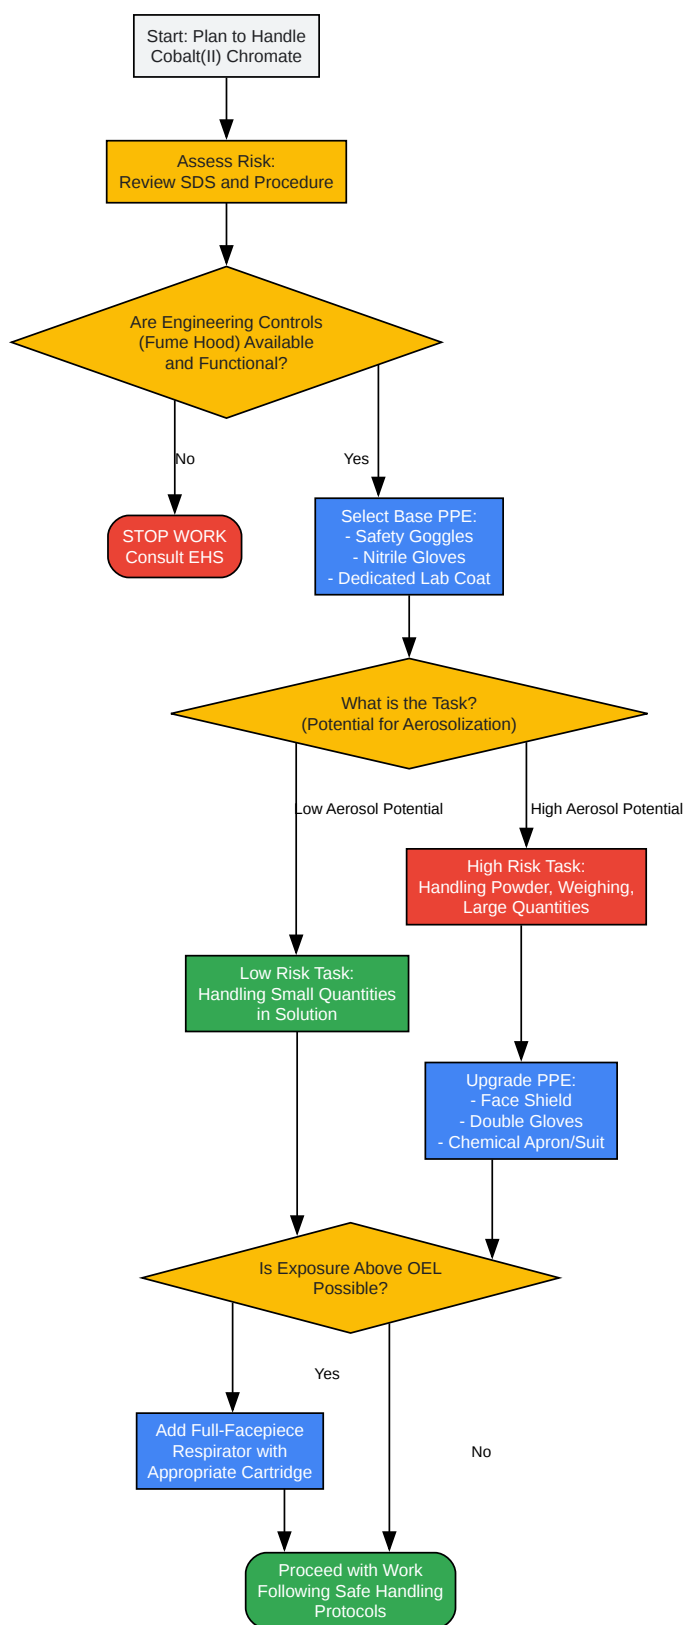 Start: Plan to Handle
Cobalt(II) Chromate
Assess Risk:
Review SDS and Procedure
Are Engineering Controls
(Fume Hood) Available
and Functional?
No
Yes
STOP WORK
Consult EHS
Select Base PPE:
- Safety Goggles
- Nitrile Gloves
- Dedicated Lab Coat
What is the Task?
(Potential for Aerosolization)
Low Aerosol Potential
High Aerosol Potential
High Risk Task:
Handling Powder, Weighing,
Large Quantities
Low Risk Task:
Handling Small Quantities
in Solution
Upgrade PPE:
- Face Shield
- Double Gloves
- Chemical Apron/Suit
Is Exposure Above OEL
Possible?
Yes
Add Full-Facepiece
Respirator with
Appropriate Cartridge
No
Proceed with Work
Following Safe Handling
Protocols